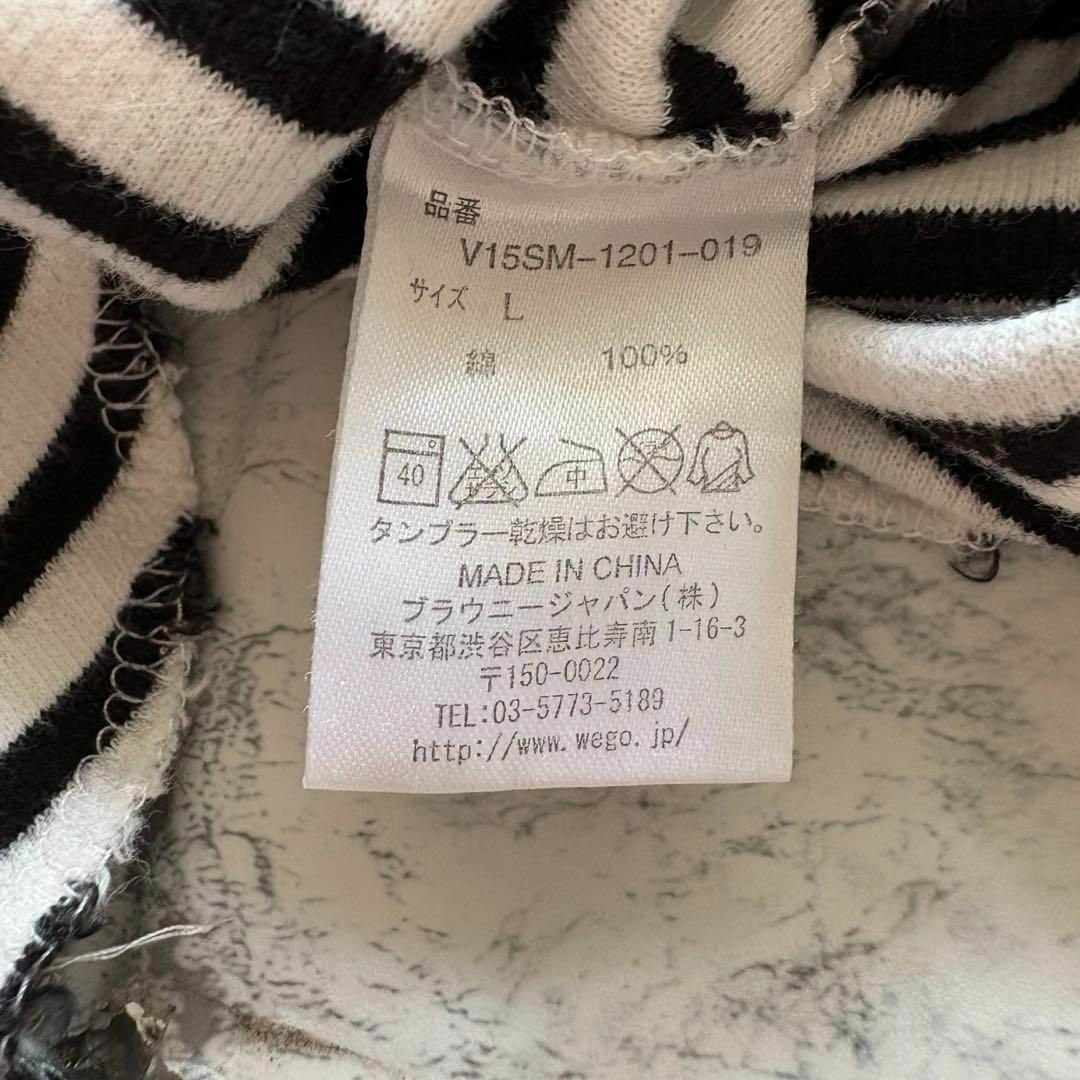 品番
V15SM-1201-019
サイズ L
綿 100%
40 中
タンブラー乾燥はお避け下さい。
MADE IN CHINA
ブラウニージャパン(株)
東京都渋谷区恵比寿南1-16-3
〒150-0022
TEL:03-5773-5189
http://www.wego.jp/